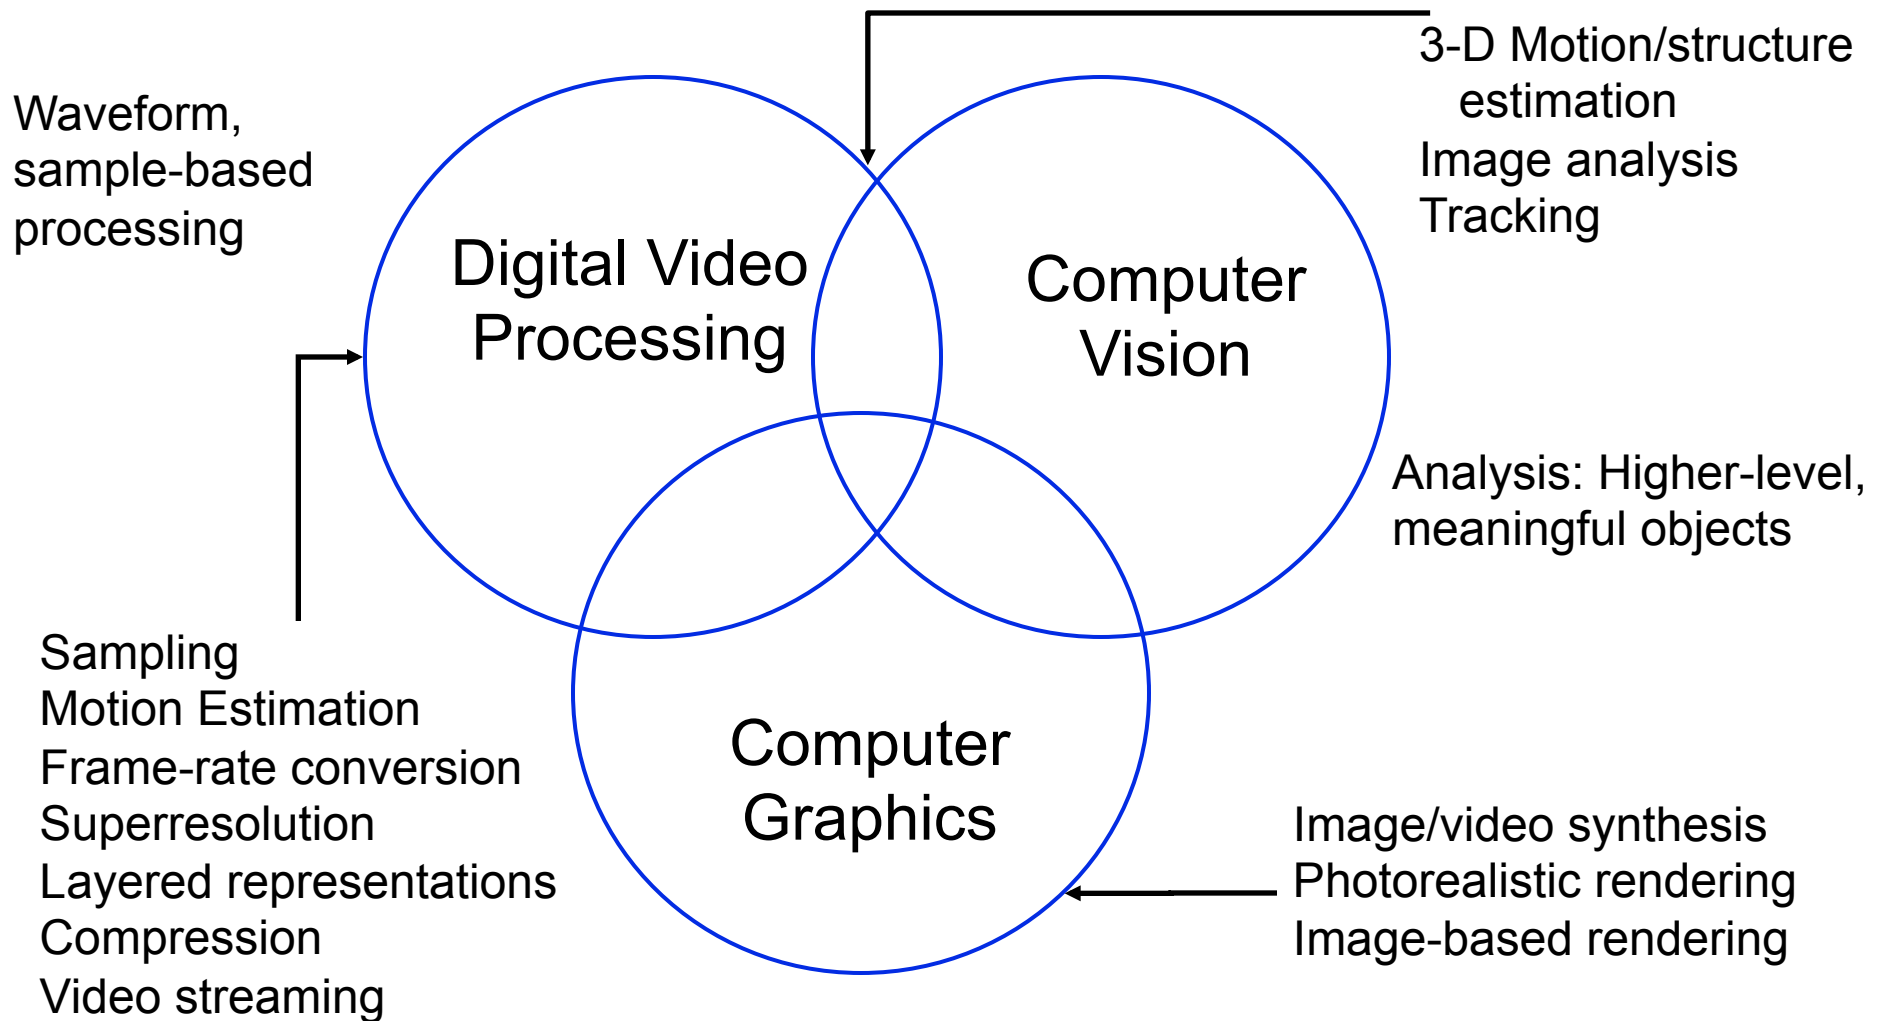 3-D Motion/structure
estimation
Image analysis
Tracking
Waveform,
sample-based
processing
Digital Video
Processing
Computer
Vision
Analysis: Higher-level,
meaningful objects
Sampling
Motion Estimation
Frame-rate conversion
Superresolution
Layered representations
Compression
Video streaming
Computer
Graphics
Image/video synthesis
Photorealistic rendering
Image-based rendering